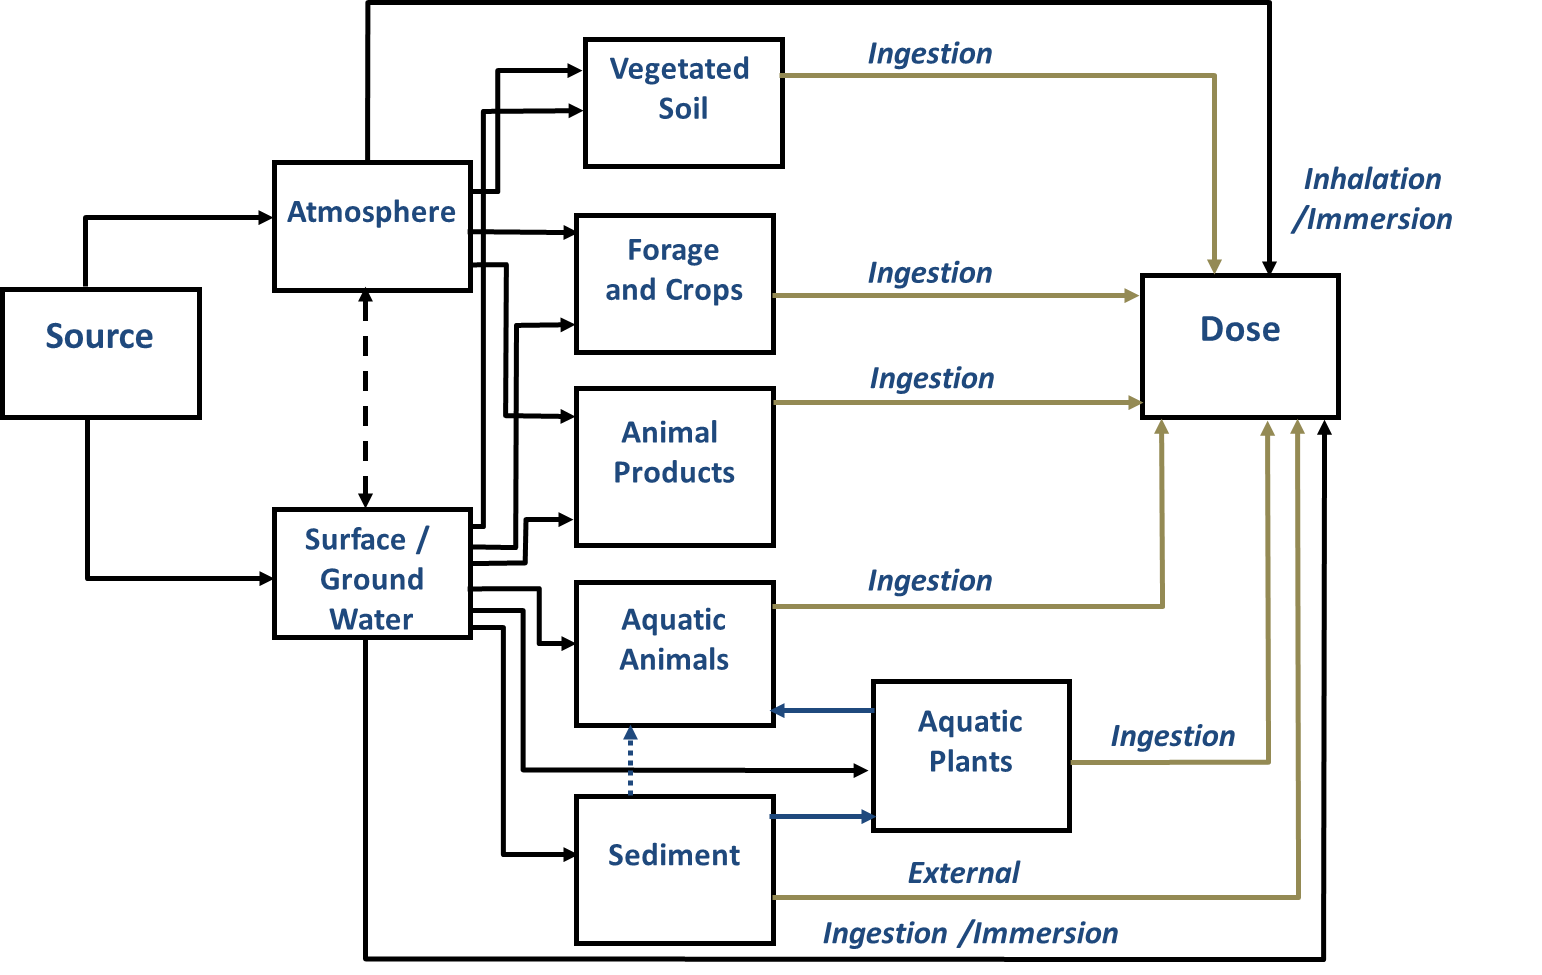 Ingestion
Vegetated
Soil
Inhalation
/Immersion
Atmosphere
Forage
and Crops
Ingestion
Source
Dose
Ingestion
Animal
Products
Surface /
Ground
Water
Ingestion
Aquatic
Animals
Aquatic
Plants
Ingestion
Sediment
External
Ingestion /Immersion